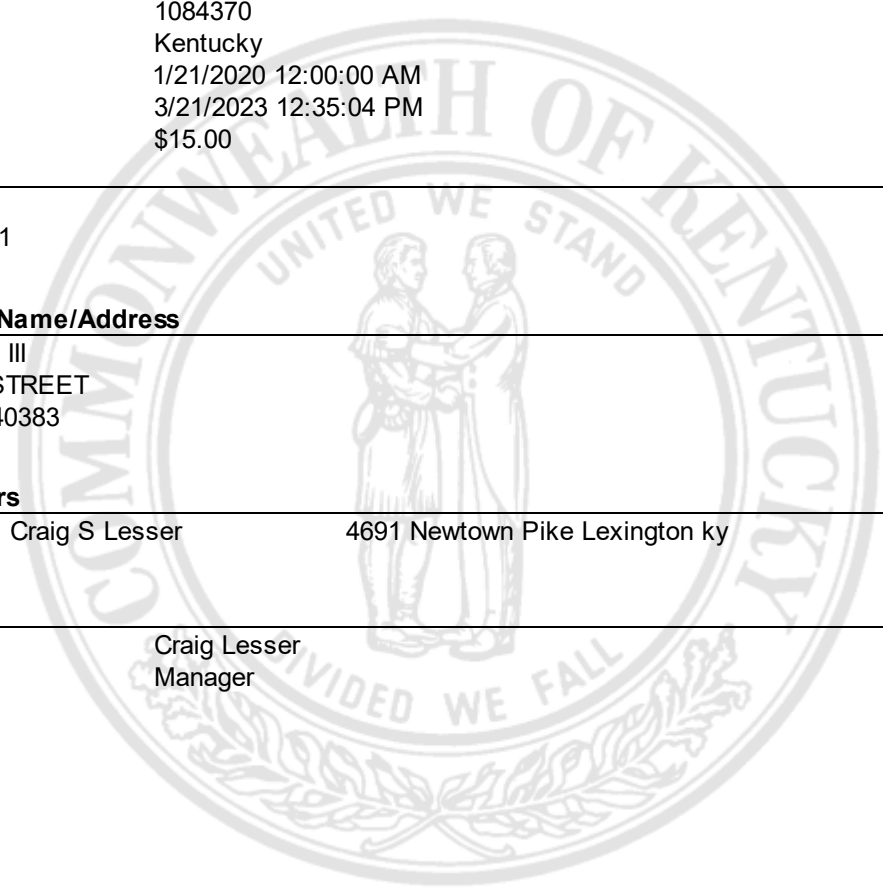 1084370
Kentucky
1/21/2020 12:00:00 AM
3/21/2023 12:35:04 PM
$15.00
1
Name/Address
III
STREET
40383
rs
Craig S Lesser 4691 Newtown Pike Lexington ky
Craig Lesser
Manager
COMMONWEALTH OF KENTUCKY
UNITED WE STAND
DIVIDED WE FALL